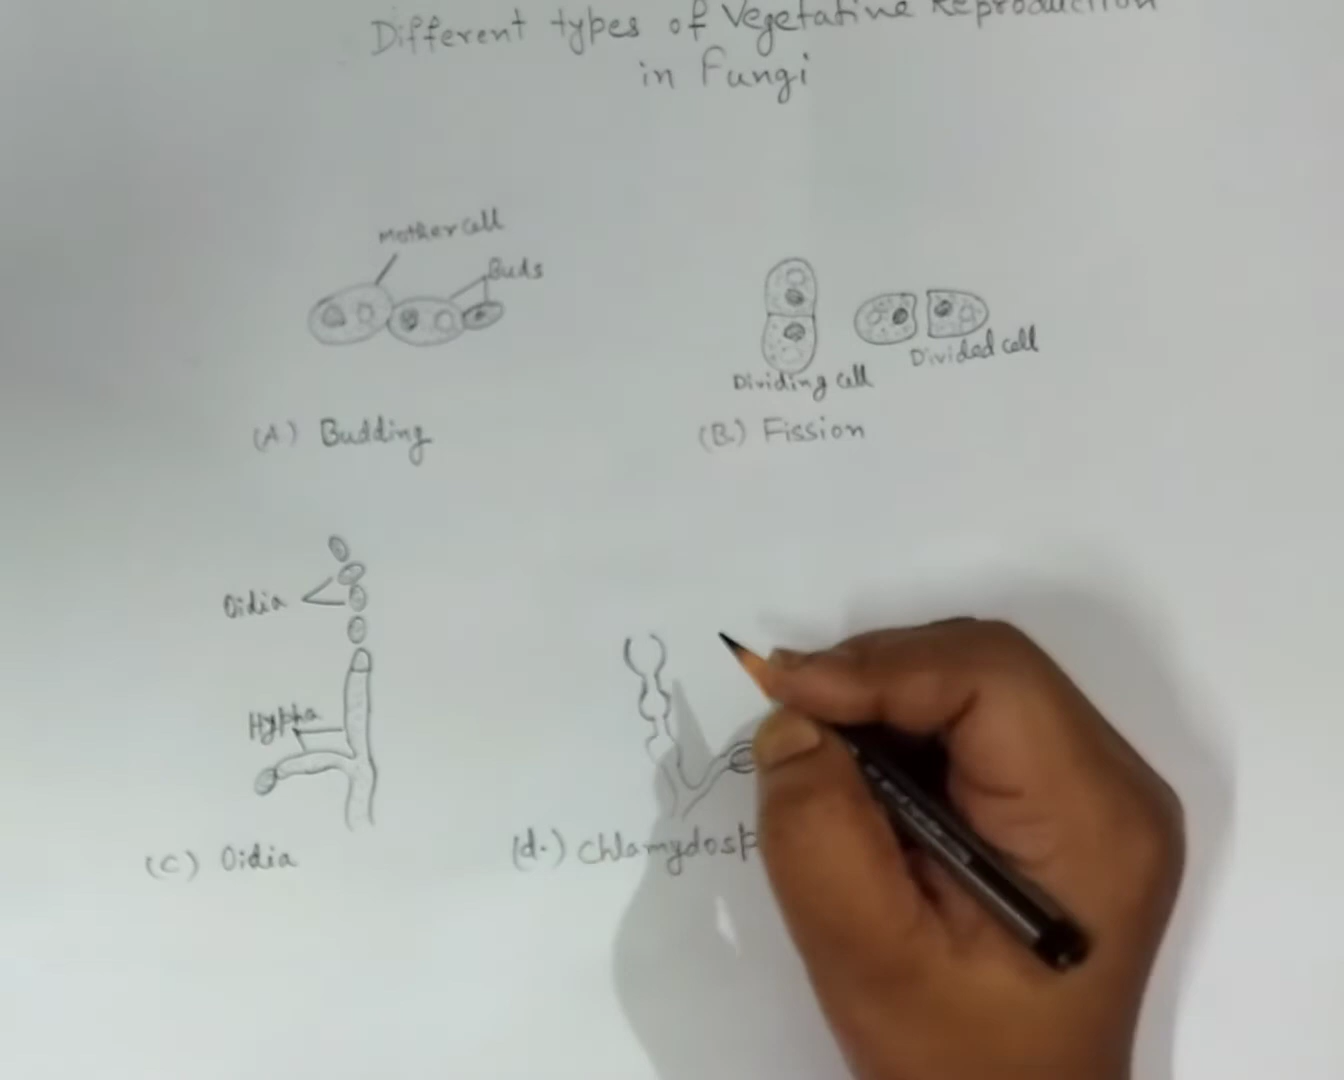 Different types of Vegetative Reproduction
in Fungi
Mother cell
Buds
Dividing cell
Divided cell
(A) Budding
(B.) Fission
Oidia
Hypha
(C) Oidia
(d.) Chlamydosp